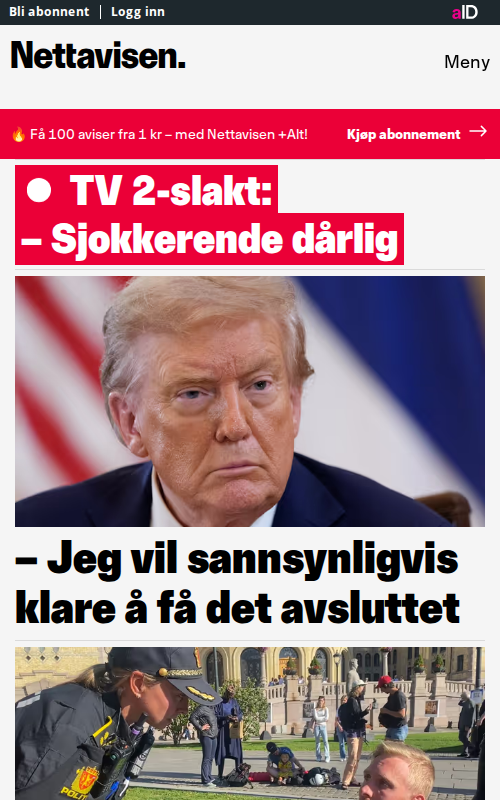 Bli abonnent | Logg inn
aID
Nettavisen.
Meny
🔥 Få 100 aviser fra 1 kr – med Nettavisen +Alt!
Kjøp abonnement →
TV 2-slakt:
– Sjokkerende dårlig
– Jeg vil sannsynligvis
klare å få det avsluttet
POLITI